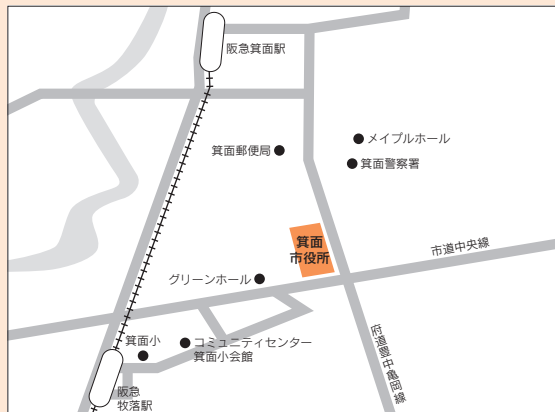 阪急箕面駅
メイプルホール
箕面郵便局
箕面警察署
箕面
市役所
市道中央線
グリーンホール
府道豊中亀岡線
箕面小
コミュニティセンター
箕面小会館
阪急
牧落駅